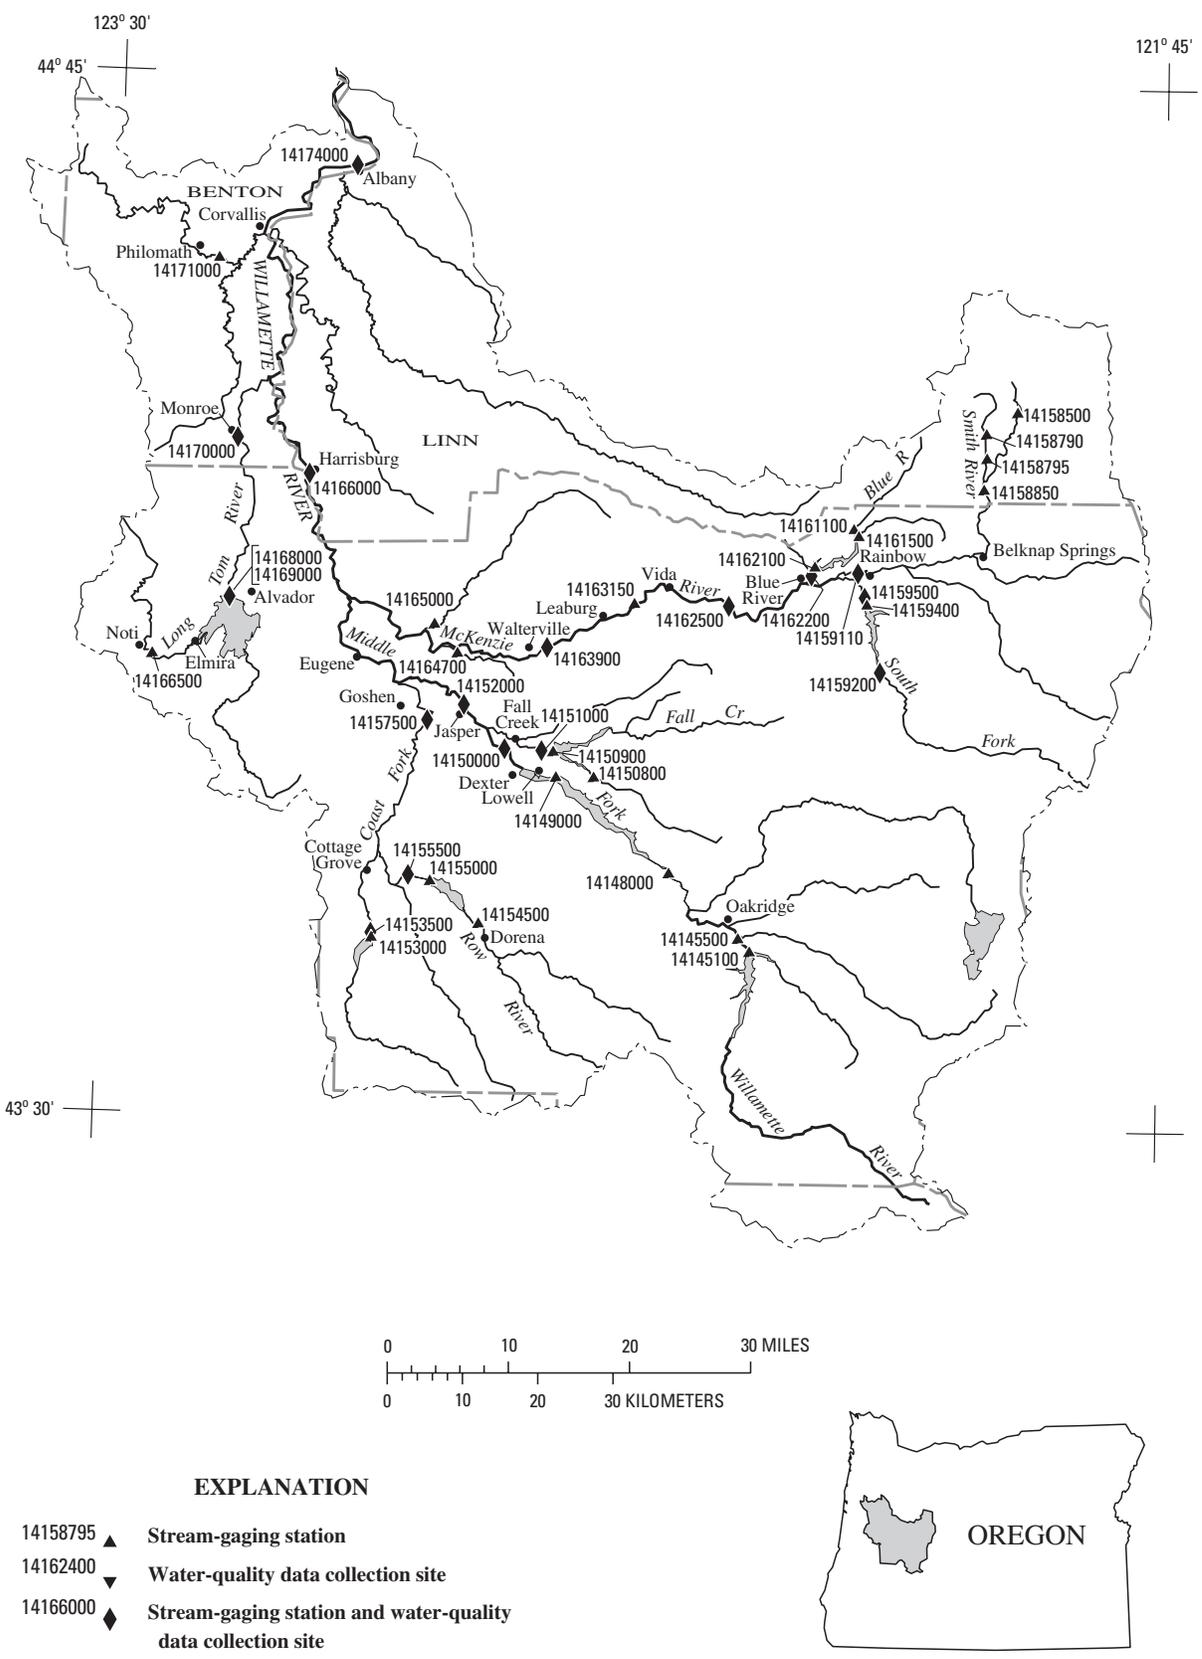 123° 30'
121° 45'
44° 45'
14174000
Albany
BENTON
Corvallis
Philomath
14171000
WILLAMETTE
Monroe
14170000
LINN
Harrisburg
14166000
RIVER
River
Smith River
14158500
14158790
14158795
14158850
Blue R
14161100
14161500
Rainbow
Belknap Springs
14162100
14168000
14169000
Tom
Alvador
Vida
River
Blue
River
14163150
14159500
14159400
Leaburg
14165000
14162500
14162200
14159110
Noti
Long
Elmira
14166500
Middle
McKenzie
Walterville
14163900
Eugene
14164700
14152000
14159200
South
Goshen
Fall
Creek
14151000
Fall Cr
14157500
Jasper
Fork
14150000
14150900
14150800
Fork
Dexter
Lowell
Fork
14149000
Coast
Cottage
Grove
14155500
14155000
14148000
Oakridge
14154500
14153500
14153000
Row
Dorena
14145500
14145100
River
43° 30'
Willamette
River
0 10 20 30 MILES
0 10 20 30 KILOMETERS
EXPLANATION
14158795 Stream-gaging station
14162400 Water-quality data collection site
14166000 Stream-gaging station and water-quality
data collection site
OREGON